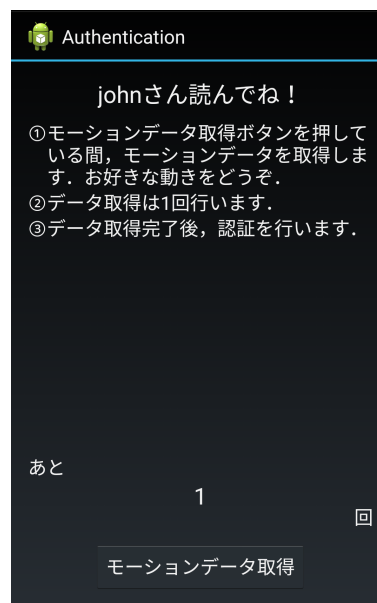 Authentication
johnさん読んでね！
①モーションデータ取得ボタンを押して
いる間，モーションデータを取得しま
す．お好きな動きをどうぞ．
②データ取得は1回行います．
③データ取得完了後，認証を行います．
あと
1
回
モーションデータ取得